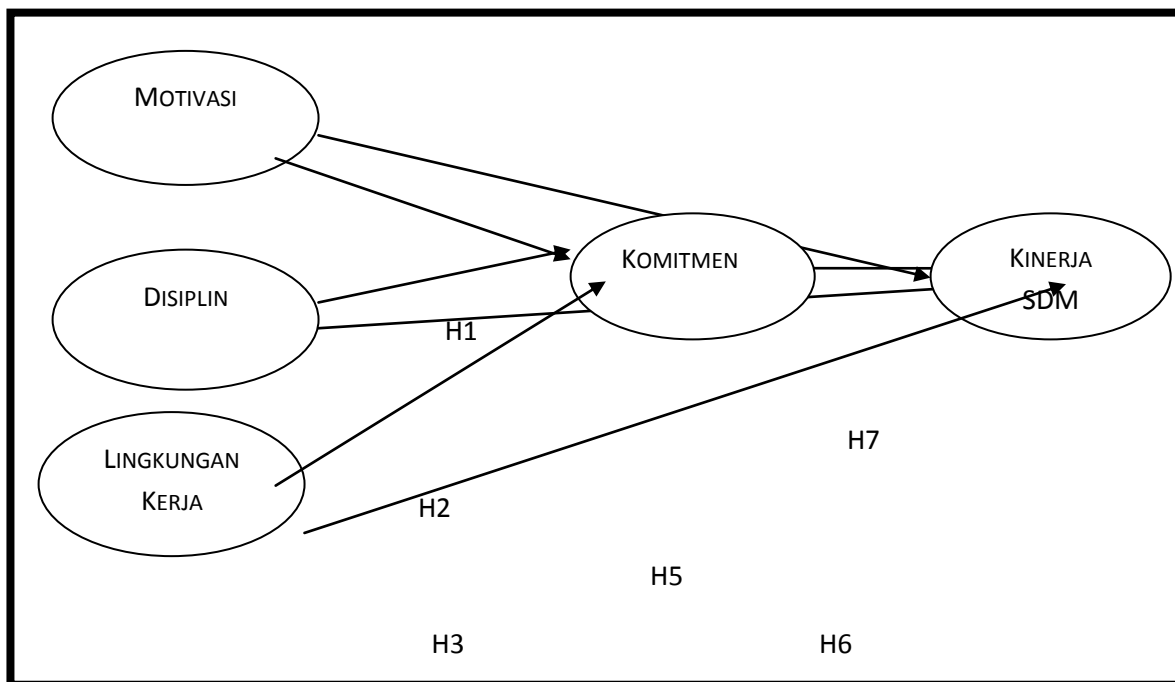 MOTIVASI
KOMITMEN
KINERJA
SDM
DISIPLIN
H1
H7
LINGKUNGAN
KERJA
H2
H5
H3
H6